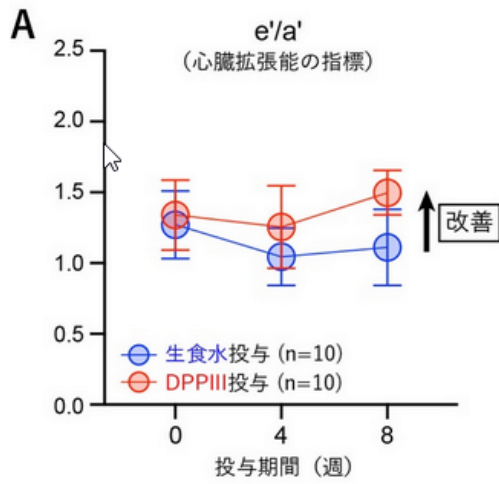 A
e'/a'
（心臓拡張能の指標）
2.5
2.0
1.5
1.0
0.5
0.0
改善
生食水投与 (n=10)
DPPIII投与 (n=10)
0 4 8
投与期間（週）